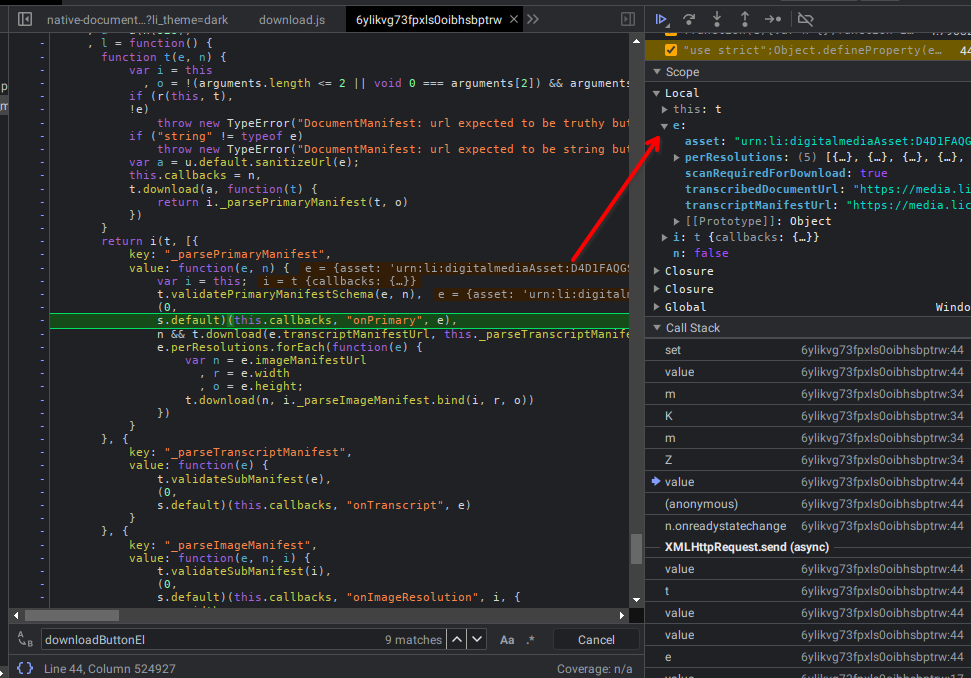 native-document...?li_theme=dark
download.js
6ylikvg73fpxls0oibhsbptrw
, l = function() {
function t(e, n) {
var i = this
, o = !(arguments.length <= 2 || void 0 === arguments[2]) && arguments
if (r(this, t),
!e)
throw new TypeError("DocumentManifest: url expected to be truthy but
if ("string" != typeof e)
throw new TypeError("DocumentManifest: url expected to be string but
var a = u.default.sanitizeUrl(e);
this.callbacks = n,
t.download(a, function(t) {
return i._parsePrimaryManifest(t, o)
})
}
return i(t, [{
key: "_parsePrimaryManifest",
value: function(e, n) { e = {asset: 'urn:li:digitalmediaAsset:D4D1FAQG
var i = this; i = t {callbacks: {…}}
t.validatePrimaryManifestSchema(e, n), e = {asset: 'urn:li:digital
(0,
s.default)(this.callbacks, "onPrimary", e),
n && t.download(e.transcriptManifestUrl, this._parseTranscriptManife
e.perResolutions.forEach(function(e) {
var n = e.imageManifestUrl
, r = e.width
, o = e.height;
t.download(n, i._parseImageManifest.bind(i, r, o))
})
}
}, {
key: "_parseTranscriptManifest",
value: function(e) {
t.validateSubManifest(e),
(0,
s.default)(this.callbacks, "onTranscript", e)
}
}, {
key: "_parseImageManifest",
value: function(e, n, i) {
t.validateSubManifest(i),
(0,
s.default)(this.callbacks, "onImageResolution", i, {
downloadButtonEl
9 matches
Aa
.*
Cancel
{ } Line 44, Column 524927
Coverage: n/a
"use strict";Object.defineProperty(e… 44
Scope
Local
this: t
e:
asset: "urn:li:digitalmediaAsset:D4D1FAQG
perResolutions: (5) [{…}, {…}, {…}, {…},
scanRequiredForDownload: true
transcribedDocumentUrl: "https://media.li
transcriptManifestUrl: "https://media.lic
[[Prototype]]: Object
i: t {callbacks: {…}}
n: false
Closure
Closure
Global Windo
Call Stack
set 6ylikvg73fpxls0oibhsbptrw:44
value 6ylikvg73fpxls0oibhsbptrw:44
m 6ylikvg73fpxls0oibhsbptrw:34
K 6ylikvg73fpxls0oibhsbptrw:34
m 6ylikvg73fpxls0oibhsbptrw:34
Z 6ylikvg73fpxls0oibhsbptrw:34
value 6ylikvg73fpxls0oibhsbptrw:44
(anonymous) 6ylikvg73fpxls0oibhsbptrw:44
n.onreadystatechange 6ylikvg73fpxls0oibhsbptrw:44
XMLHttpRequest.send (async)
value 6ylikvg73fpxls0oibhsbptrw:44
t 6ylikvg73fpxls0oibhsbptrw:44
value 6ylikvg73fpxls0oibhsbptrw:44
value 6ylikvg73fpxls0oibhsbptrw:44
e 6ylikvg73fpxls0oibhsbptrw:44